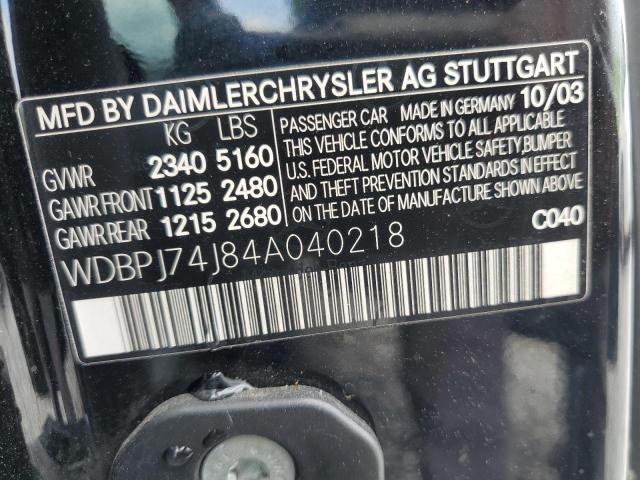 MFD BY DAIMLERCHRYSLER AG STUTTGART
KG LBS
GVWR 2340 5160
GAWR FRONT 1125 2480
GAWR REAR 1215 2680
PASSENGER CAR MADE IN GERMANY 10/03
THIS VEHICLE CONFORMS TO ALL APPLICABLE
U.S. FEDERAL MOTOR VEHICLE SAFETY, BUMPER
AND THEFT PREVENTION STANDARDS IN EFFECT
ON THE DATE OF MANUFACTURE SHOWN ABOVE
C040
WDBPJ74J84A040218